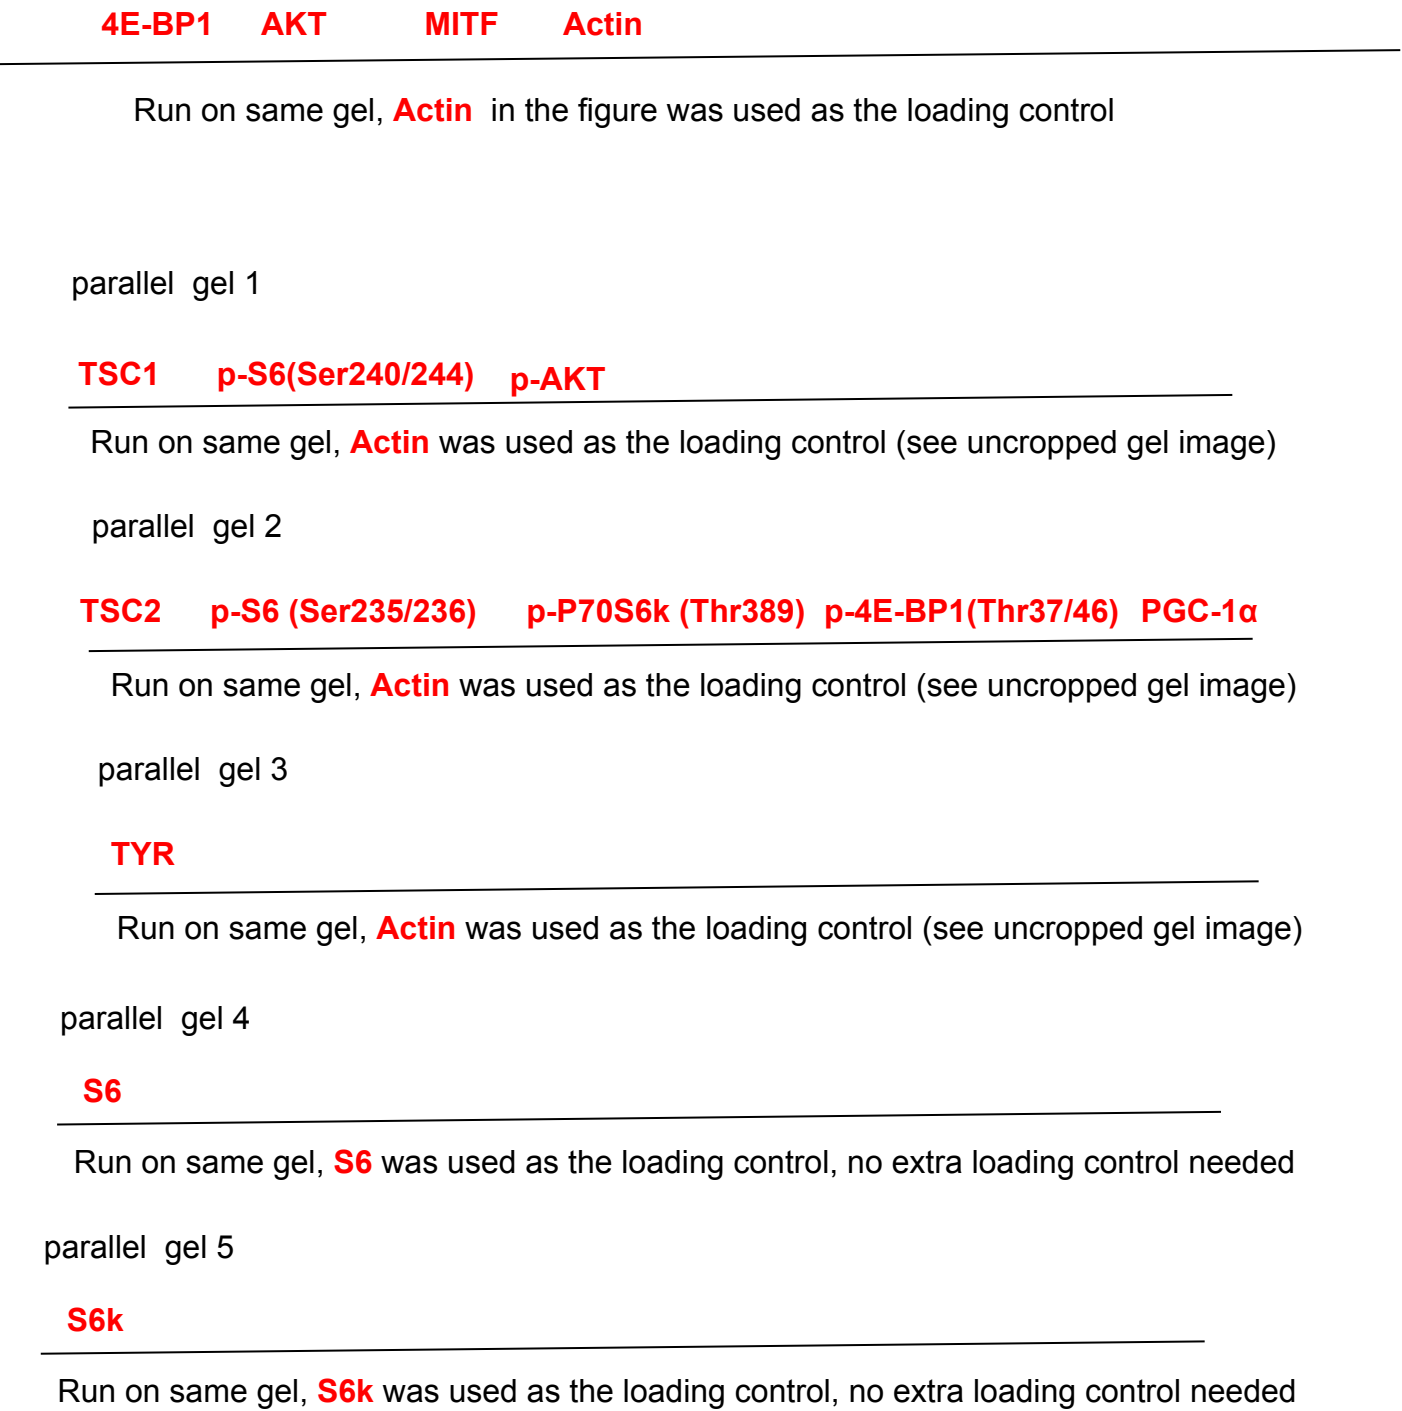 4E-BP1 AKT MITF Actin
Run on same gel, Actin in the figure was used as the loading control
parallel gel 1
TSC1 p-S6(Ser240/244) p-AKT
Run on same gel, Actin was used as the loading control (see uncropped gel image)
parallel gel 2
TSC2 p-S6 (Ser235/236) p-P70S6k (Thr389) p-4E-BP1(Thr37/46) PGC-1α
Run on same gel, Actin was used as the loading control (see uncropped gel image)
parallel gel 3
TYR
Run on same gel, Actin was used as the loading control (see uncropped gel image)
parallel gel 4
S6
Run on same gel, S6 was used as the loading control, no extra loading control needed
parallel gel 5
S6k
Run on same gel, S6k was used as the loading control, no extra loading control needed